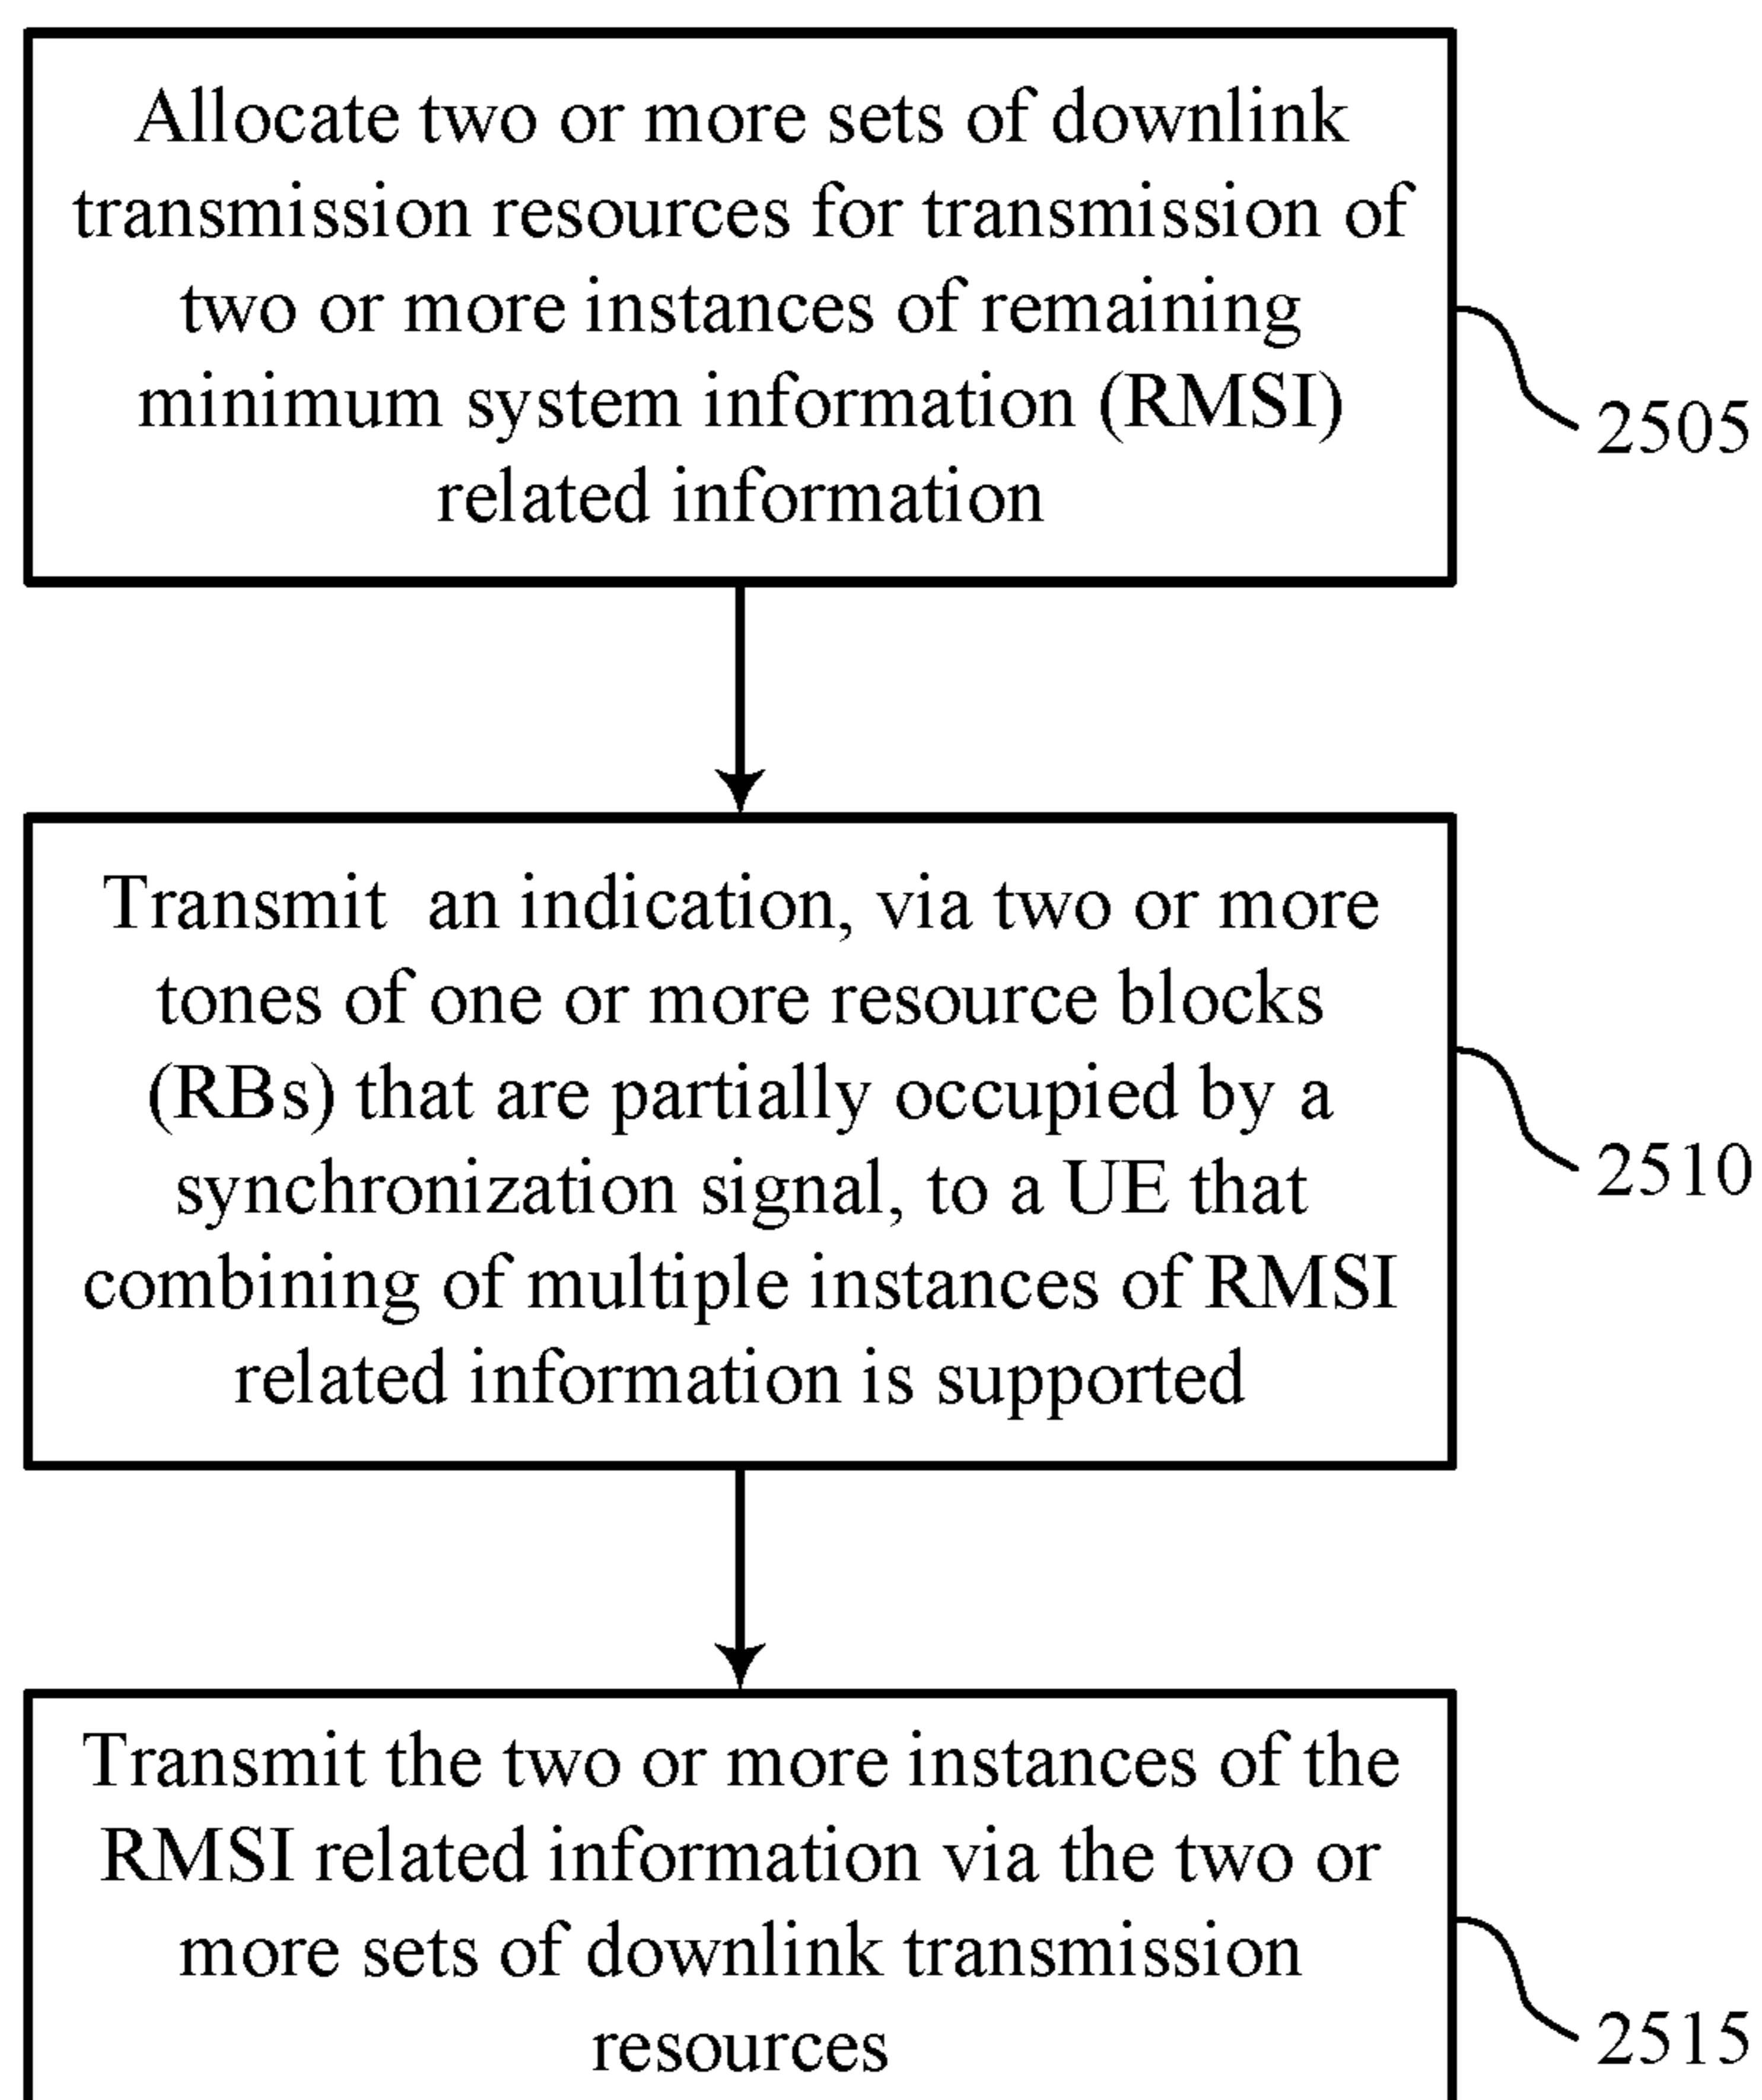 Allocate two or more sets of downlink
transmission resources for transmission of
two or more instances of remaining
minimum system information (RMSI)
related information
2505
Transmit an indication, via two or more
tones of one or more resource blocks
(RBs) that are partially occupied by a
synchronization signal, to a UE that
combining of multiple instances of RMSI
related information is supported
2510
Transmit the two or more instances of the
RMSI related information via the two or
more sets of downlink transmission
resources
2515